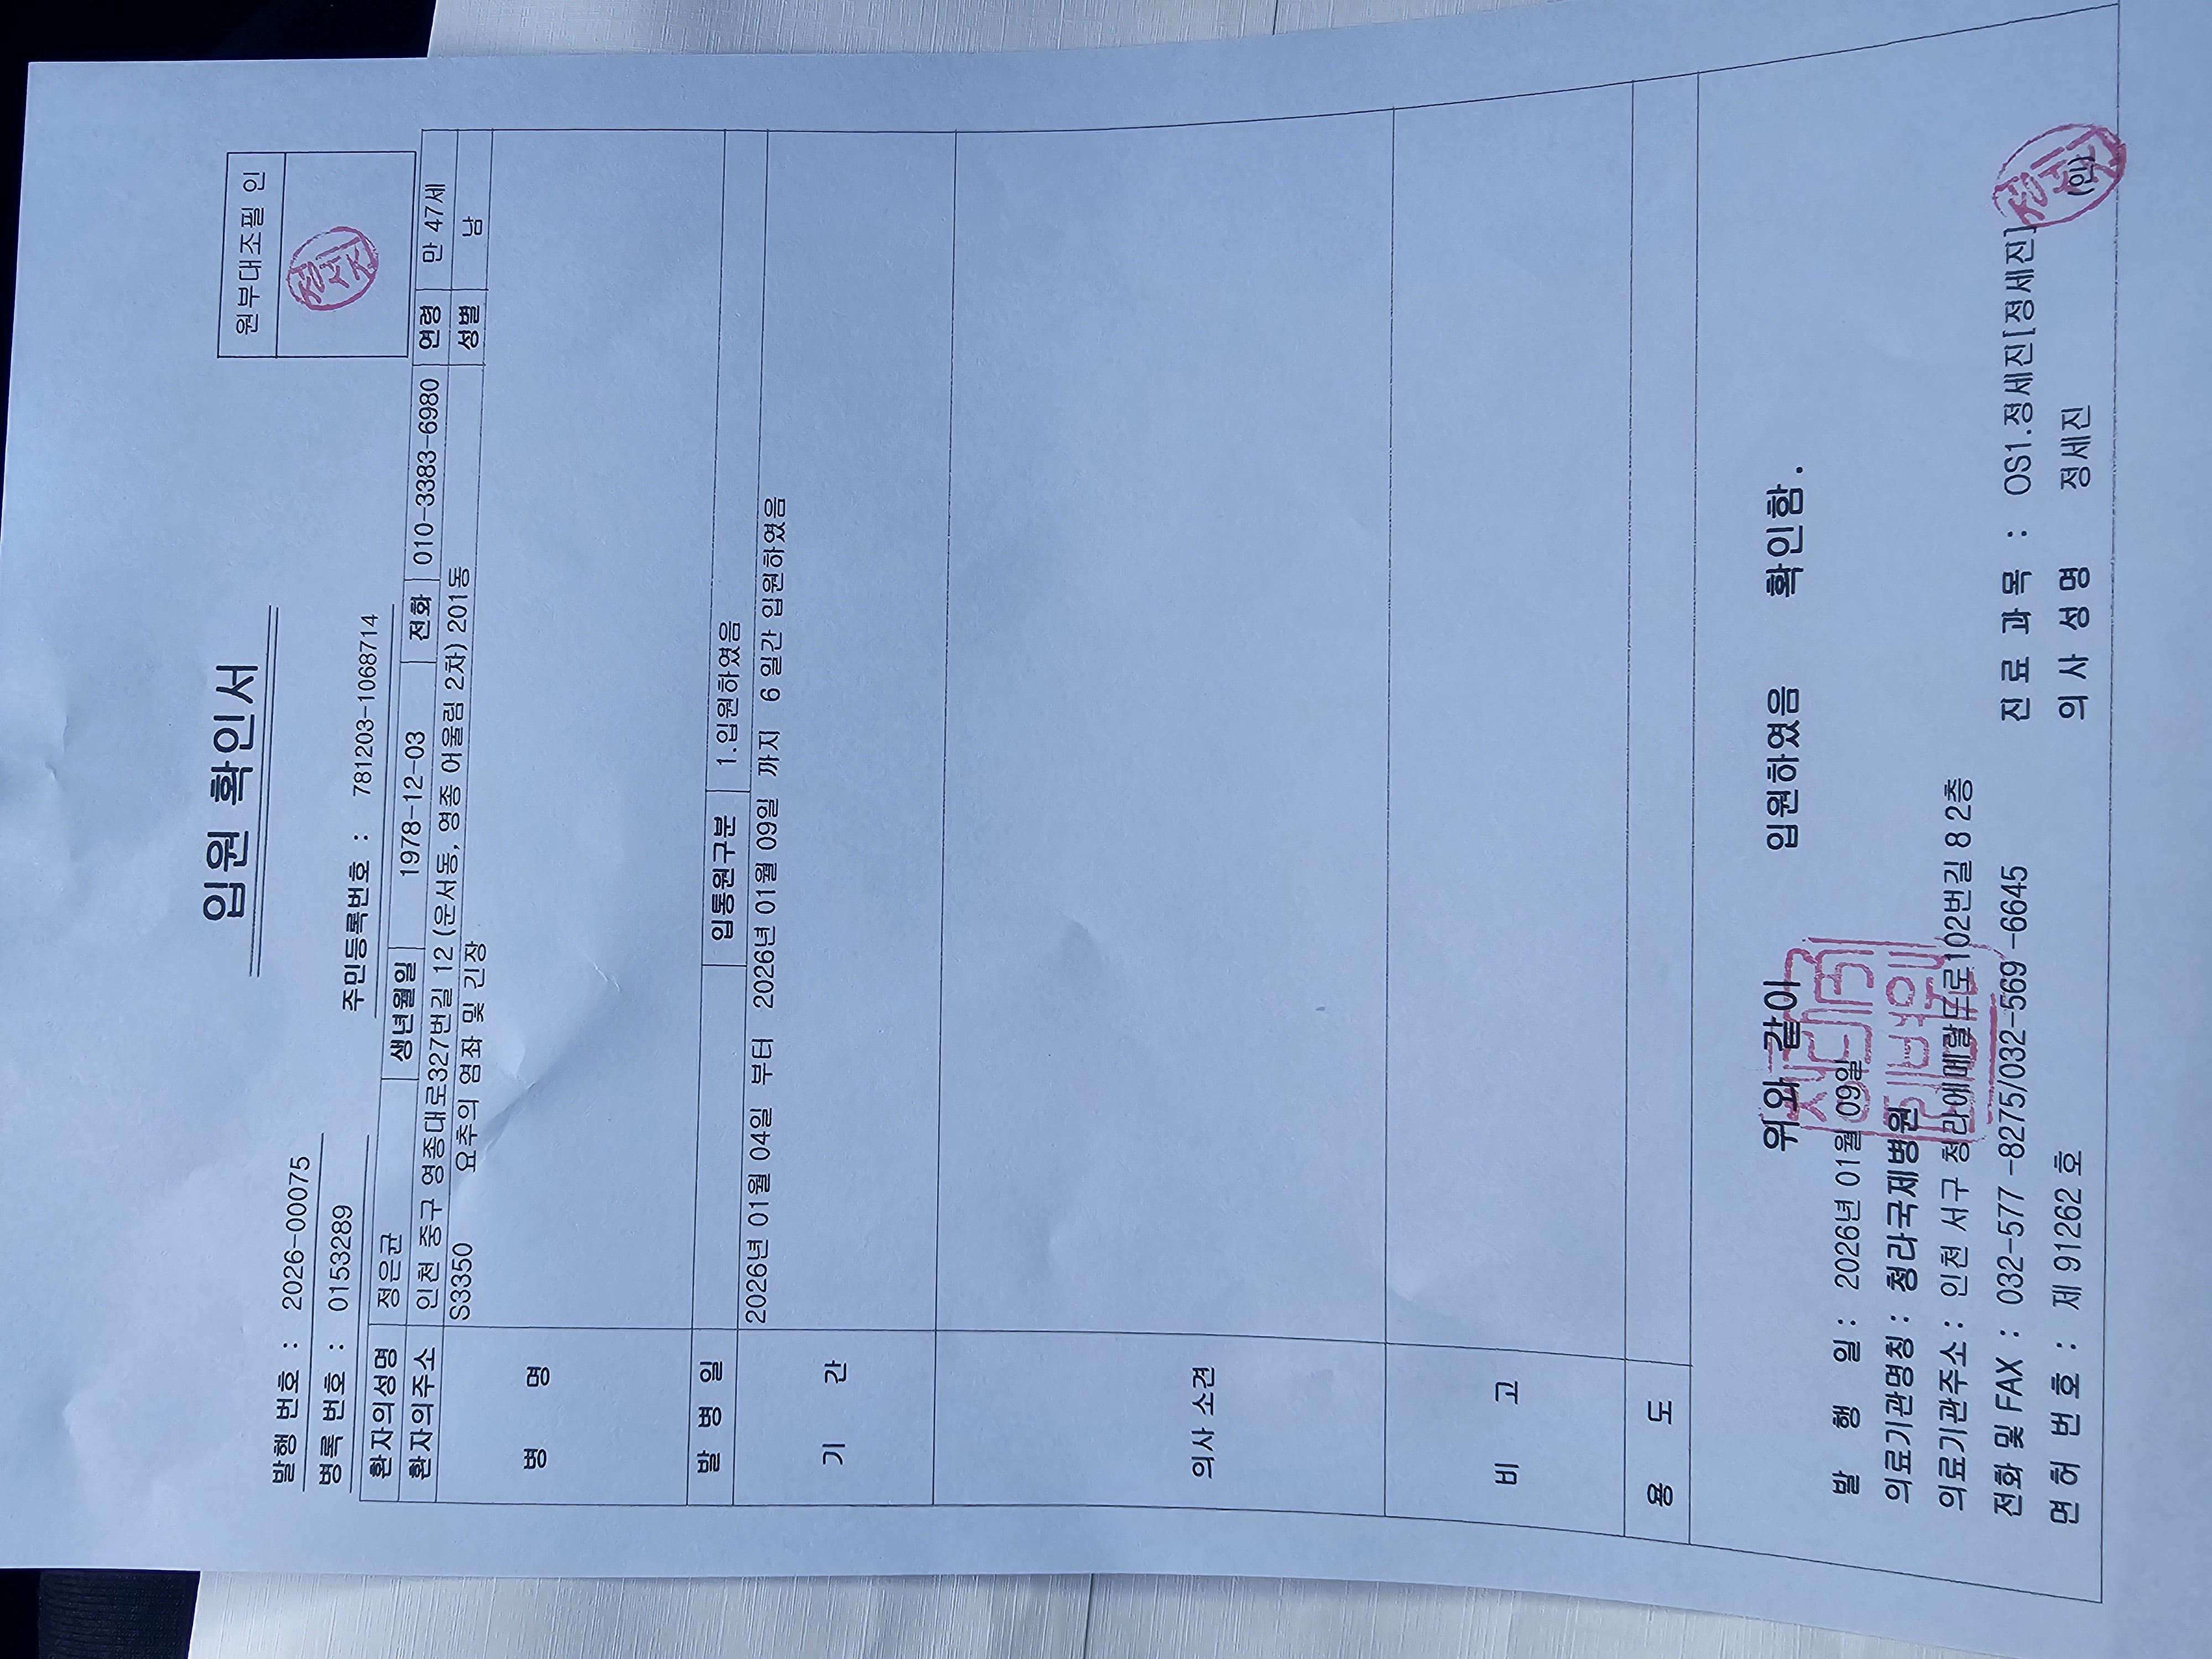 입원 확인서
원부대조필 인
발행 번호 : 2026-00075
병록 번호 : 0153289
주민등록번호 : 781203-1068714
환자의성명 정은균 생년월일 1978-12-03 전화 010-3383-6980 연령 만 47세
환자의주소 인천 중구 영종대로327번길 12 (운서동, 영종 어울림 2차) 201동 성별 남
병 명 S3350 요추의 염좌 및 긴장
발 병 일 입통원구분 1.입원하였음
기 간 2026년 01월 04일 부터 2026년 01월 09일 까지 6 일간 입원하였음
의사 소견
비 고
용 도
위와 같이 입원하였음 확인함.
발 행 일 : 2026년 01월 09일
의료기관명칭 : 청라국제병원
의료기관주소 : 인천 서구 청라에메랄드로102번길 8 2층
전화 및 FAX : 032-577-8275/032-569-6645 진 료 과 목 : OS1.정세진[정세진]
면 허 번 호 : 제 91262 호 의 사 성 명 정세진 (인)